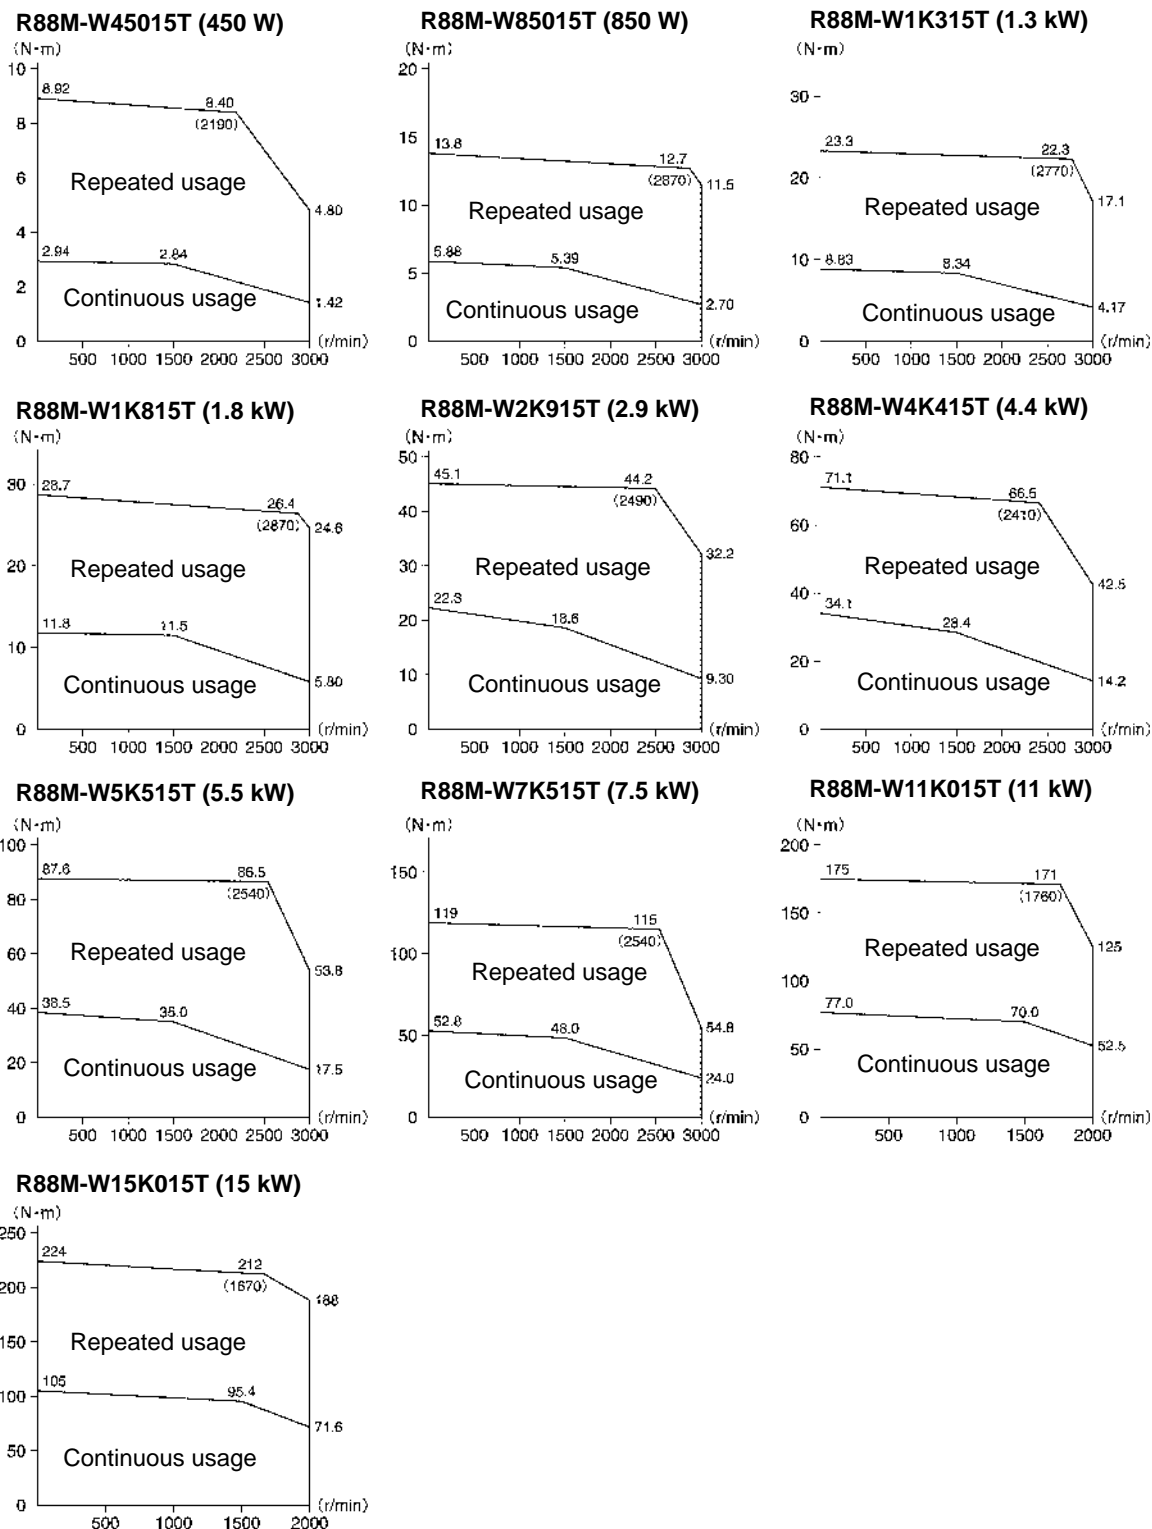 R88M-W45015T (450 W)
(N·m)
10
8
6
4
2
0
8.92
8.40
(2190)
4.80
Repeated usage
2.94
2.84
1.42
Continuous usage
(r/min)
500 1000 1500 2000 2500 3000
R88M-W85015T (850 W)
(N·m)
20
15
10
5
0
13.8
12.7
(2870)
11.5
Repeated usage
5.88
5.39
2.70
Continuous usage
(r/min)
500 1000 1500 2000 2500 3000
R88M-W1K315T (1.3 kW)
(N·m)
30
20
10
0
23.3
22.3
(2770)
17.1
Repeated usage
8.83
8.34
4.17
Continuous usage
(r/min)
500 1000 1500 2000 2500 3000
R88M-W1K815T (1.8 kW)
(N·m)
30
20
10
0
28.7
26.4
(2870)
24.6
Repeated usage
11.8
11.5
5.80
Continuous usage
(r/min)
500 1000 1500 2000 2500 3000
R88M-W2K915T (2.9 kW)
(N·m)
50
40
30
20
10
0
45.1
44.2
(2490)
32.2
Repeated usage
22.3
18.6
9.30
Continuous usage
(r/min)
500 1000 1500 2000 2500 3000
R88M-W4K415T (4.4 kW)
(N·m)
80
60
40
20
0
71.1
66.5
(2410)
42.5
Repeated usage
34.1
28.4
14.2
Continuous usage
(r/min)
500 1000 1500 2000 2500 3000
R88M-W5K515T (5.5 kW)
(N·m)
100
80
60
40
20
0
87.6
86.5
(2540)
53.8
Repeated usage
38.5
35.0
17.5
Continuous usage
(r/min)
500 1000 1500 2000 2500 3000
R88M-W7K515T (7.5 kW)
(N·m)
150
100
50
0
119
115
(2540)
54.8
Repeated usage
52.8
48.0
24.0
Continuous usage
(r/min)
500 1000 1500 2000 2500 3000
R88M-W11K015T (11 kW)
(N·m)
200
150
100
50
0
175
171
(1760)
125
Repeated usage
77.0
70.0
52.5
Continuous usage
(r/min)
500 1000 1500 2000
R88M-W15K015T (15 kW)
(N·m)
250
200
150
100
50
0
224
212
(1670)
188
Repeated usage
105
95.4
71.6
Continuous usage
(r/min)
500 1000 1500 2000